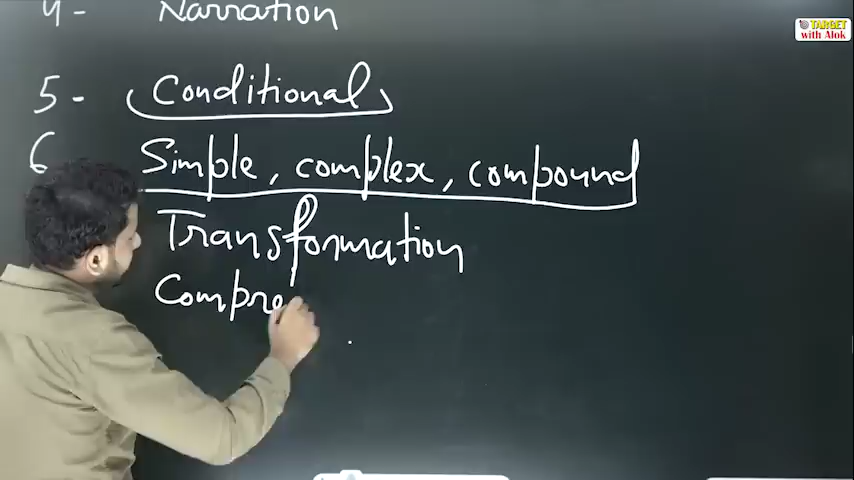 4 - Narration
TARGET
with Alok
5 - Conditional
6 Simple, complex, compound
Transformation
Compre